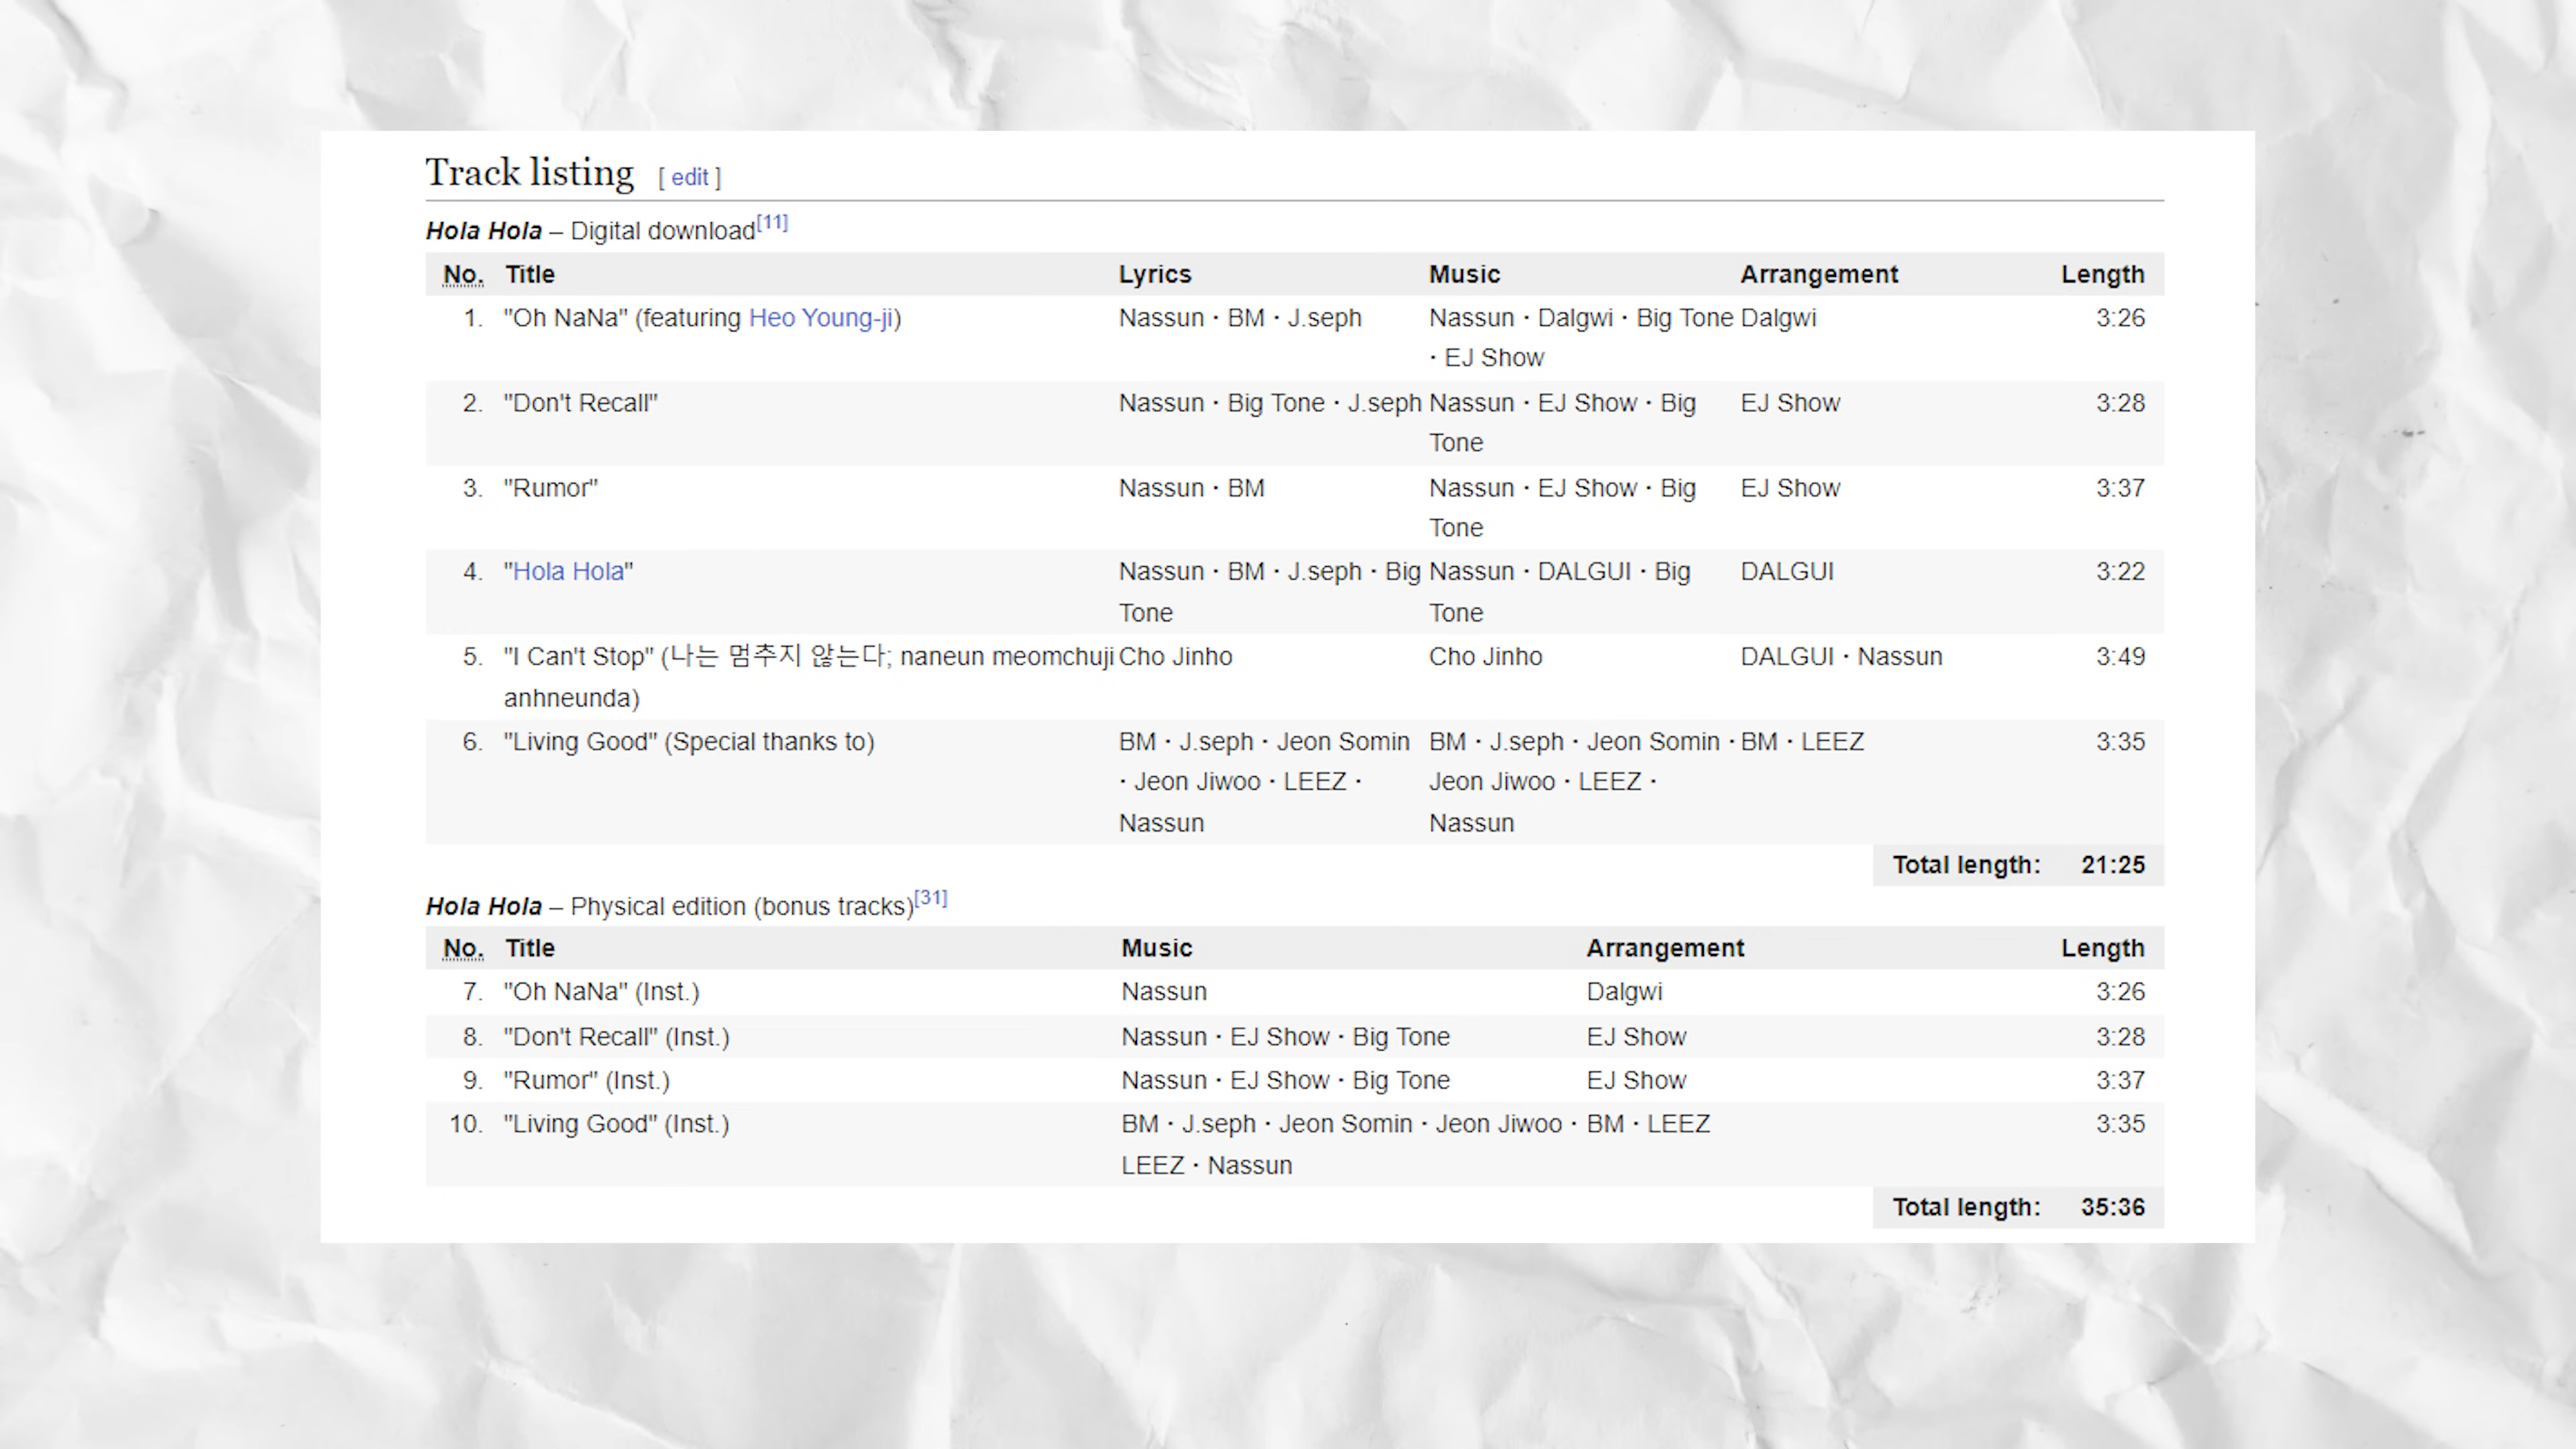 Track listing [ edit ]
Hola Hola – Digital download[11]
No. Title Lyrics Music Arrangement Length
1. "Oh NaNa" (featuring Heo Young-ji) Nassun · BM · J.seph Nassun · Dalgwi · Big Tone Dalgwi 3:26
· EJ Show
2. "Don't Recall" Nassun · Big Tone · J.seph Nassun · EJ Show · Big EJ Show 3:28
Tone
3. "Rumor" Nassun · BM Nassun · EJ Show · Big EJ Show 3:37
Tone
4. "Hola Hola" Nassun · BM · J.seph · Big Nassun · DALGUI · Big DALGUI 3:22
Tone Tone
5. "I Can't Stop" (나는 멈추지 않는다; naneun meomchuji Cho Jinho Cho Jinho DALGUI · Nassun 3:49
anhneunda)
6. "Living Good" (Special thanks to) BM · J.seph · Jeon Somin BM · J.seph · Jeon Somin · BM · LEEZ 3:35
· Jeon Jiwoo · LEEZ · Jeon Jiwoo · LEEZ ·
Nassun Nassun
Total length: 21:25
Hola Hola – Physical edition (bonus tracks)[31]
No. Title Music Arrangement Length
7. "Oh NaNa" (Inst.) Nassun Dalgwi 3:26
8. "Don't Recall" (Inst.) Nassun · EJ Show · Big Tone EJ Show 3:28
9. "Rumor" (Inst.) Nassun · EJ Show · Big Tone EJ Show 3:37
10. "Living Good" (Inst.) BM · J.seph · Jeon Somin · Jeon Jiwoo · BM · LEEZ 3:35
LEEZ · Nassun
Total length: 35:36